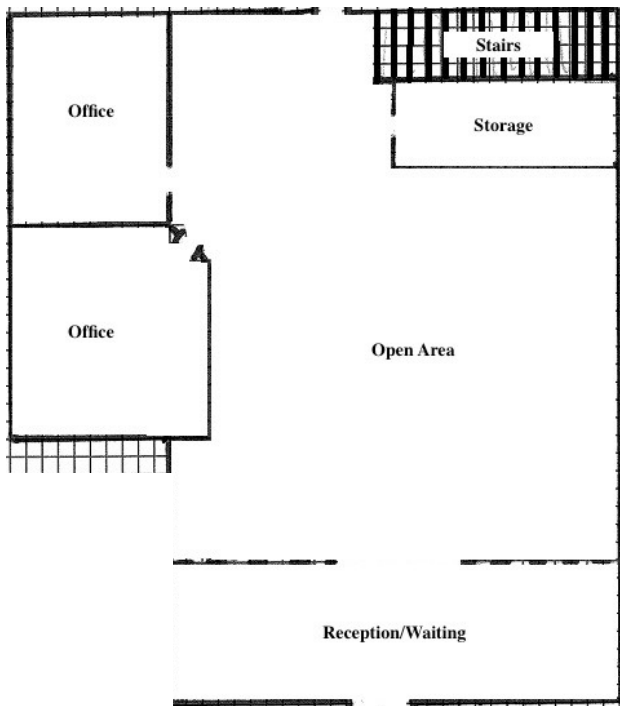 Stairs
Office
Storage
Office
Open Area
Reception/Waiting